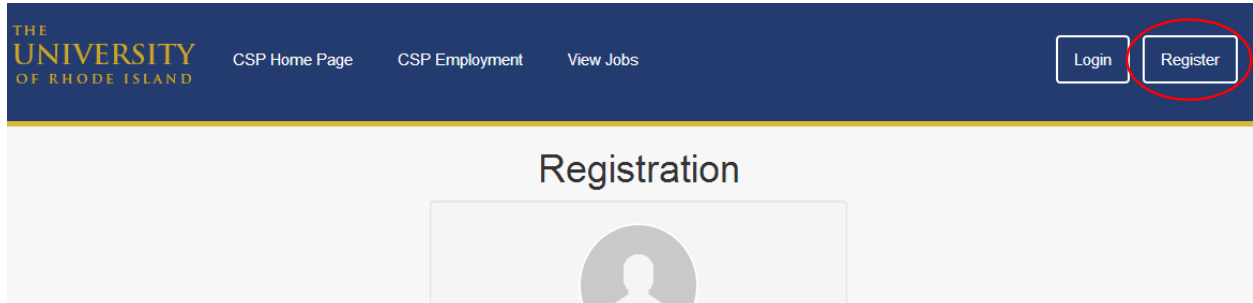 THE
UNIVERSITY
OF RHODE ISLAND
CSP Home Page
CSP Employment
View Jobs
Login
Register
Registration